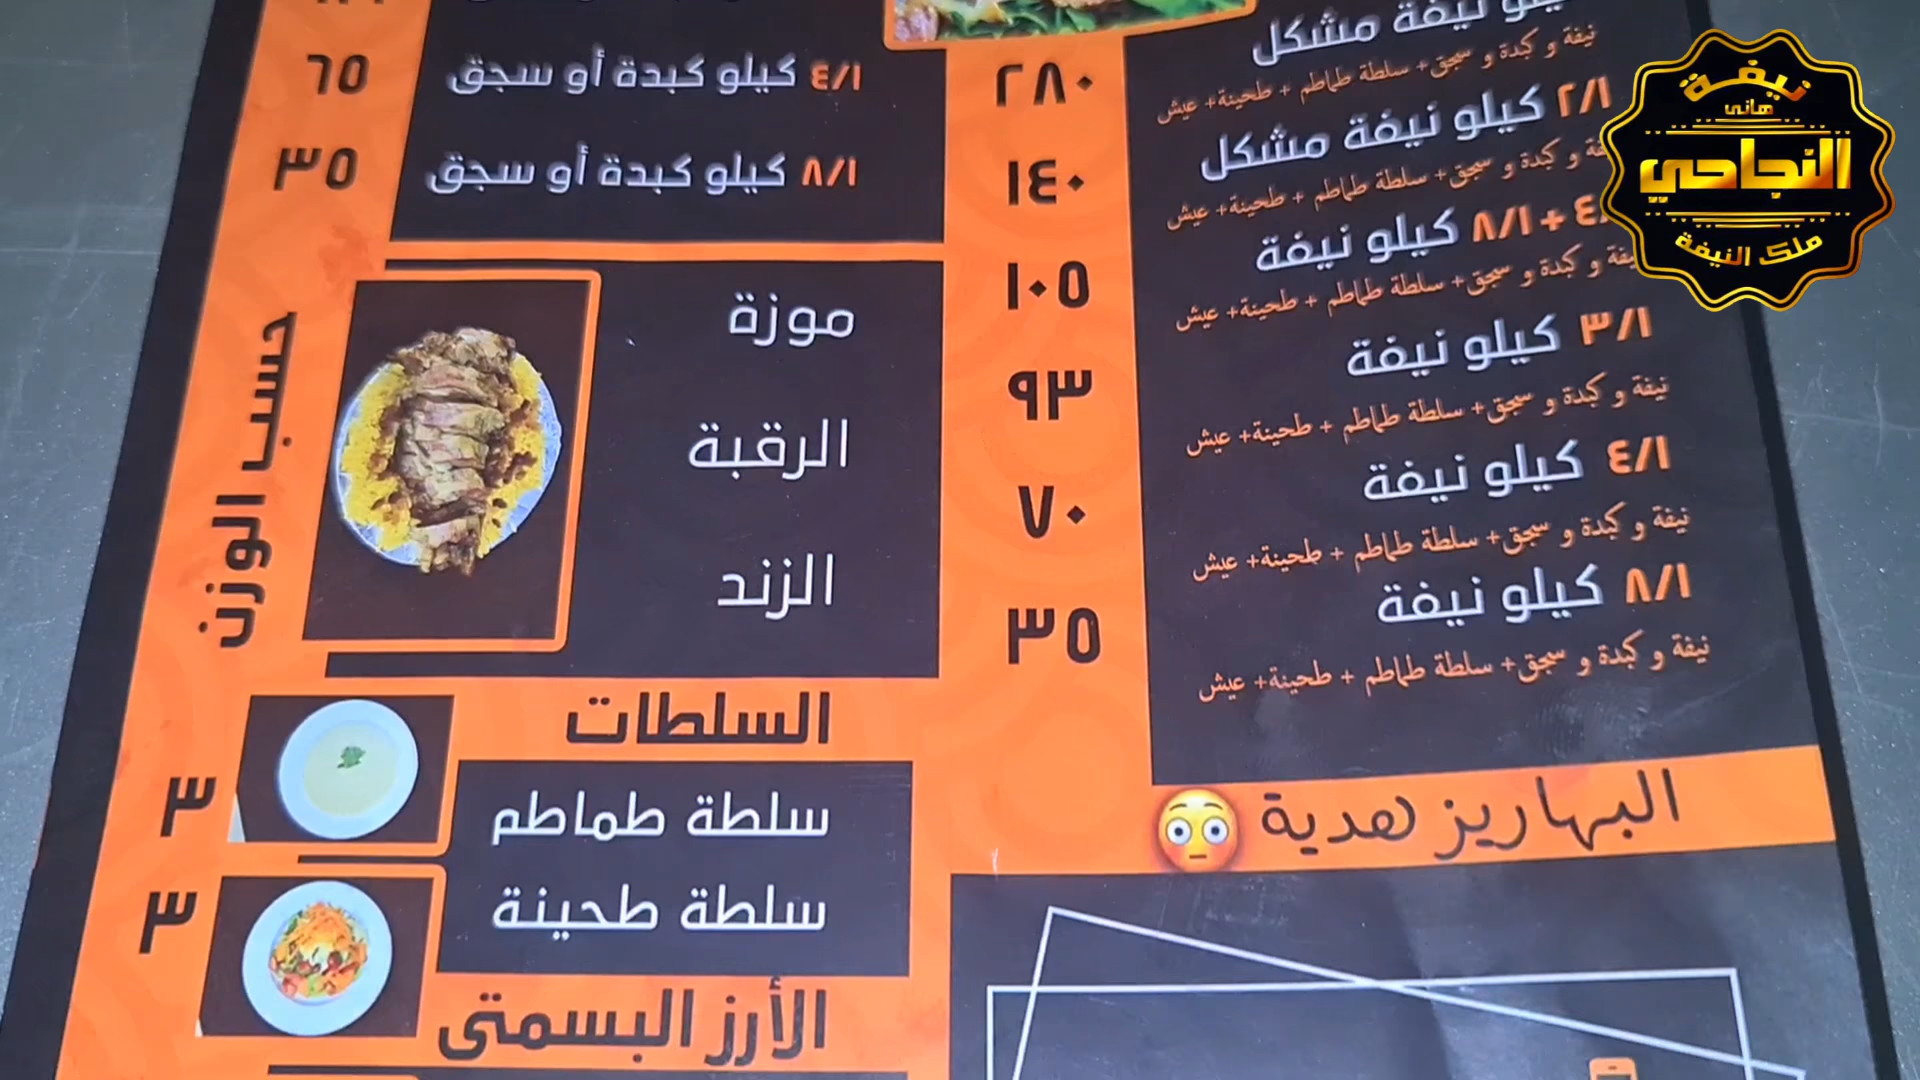 كيلو نيفة مشكل
٢٨٠
نيفة و كبدة و سجق+ سلطة طماطم + طحينة+ عيش
٢/١ كيلو نيفة مشكل
١٤٠
نيفة و كبدة و سجق+ سلطة طماطم + طحينة+ عيش
٤/١ + ٨/١ كيلو نيفة
١٠٥
نيفة و كبدة و سجق+ سلطة طماطم + طحينة+ عيش
٣/١ كيلو نيفة
٩٣
نيفة و كبدة و سجق+ سلطة طماطم + طحينة+ عيش
٤/١ كيلو نيفة
٧٠
نيفة و كبدة و سجق+ سلطة طماطم + طحينة+ عيش
٨/١ كيلو نيفة
٣٥
نيفة و كبدة و سجق+ سلطة طماطم + طحينة+ عيش
البهاريز هدية
٤/١ كيلو كبدة أو سجق
٦٥
٨/١ كيلو كبدة أو سجق
٣٥
موزة
الرقبة
الزند
حسب الوزن
السلطات
سلطة طماطم
٣
سلطة طحينة
٣
الأرز البسمتى
نيفة
هانى
النجاحي
ملك النيفة